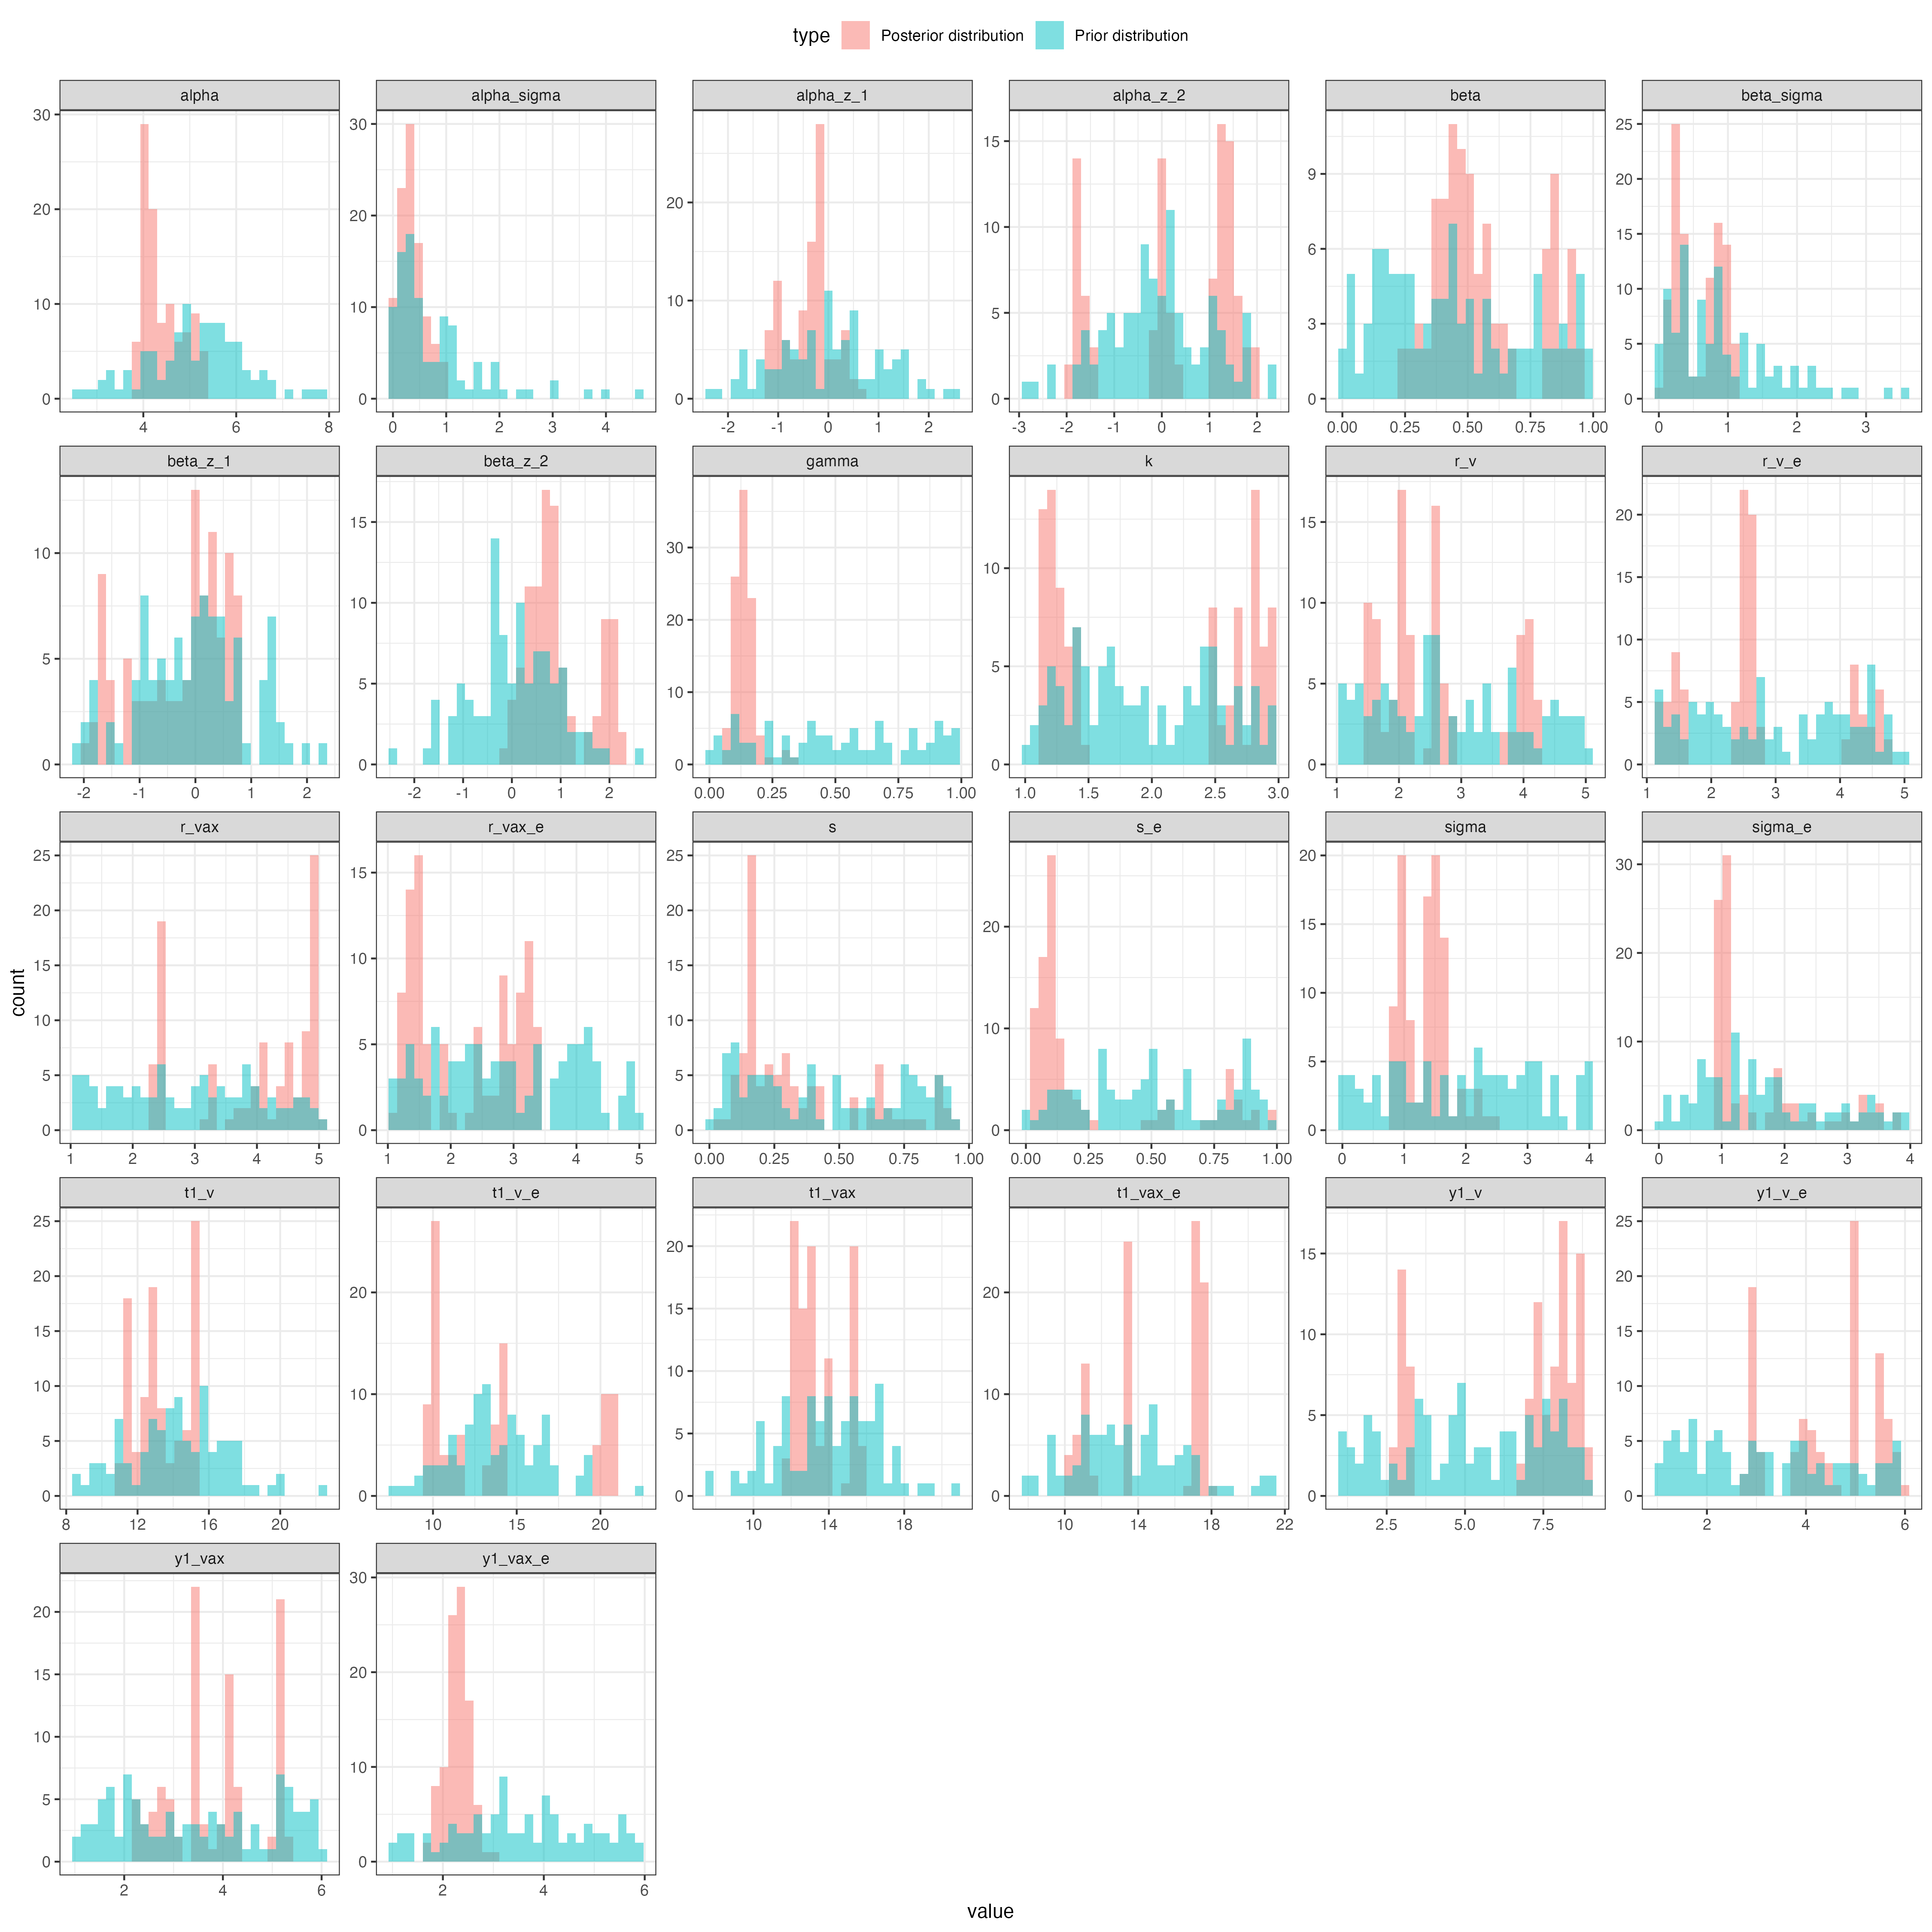 type Posterior distribution Prior distribution
alpha alpha_sigma alpha_z_1 alpha_z_2 beta beta_sigma
30 20 10 0 4 6 8
30 20 10 0 0 1 2 3 4
20 10 0 -2 -1 0 1 2
15 10 5 0 -3 -2 -1 0 1 2
9 6 3 0 0.00 0.25 0.50 0.75 1.00
25 20 15 10 5 0 0 1 2 3
beta_z_1 beta_z_2 gamma k r_v r_v_e
10 5 0 -2 -1 0 1 2
15 10 5 0 -2 -1 0 1 2
30 20 10 0 0.00 0.25 0.50 0.75 1.00
10 5 0 1.0 1.5 2.0 2.5 3.0
15 10 5 0 1 2 3 4 5
20 15 10 5 0 1 2 3 4 5
r_vax r_vax_e s s_e sigma sigma_e
25 20 15 10 5 0 1 2 3 4 5
15 10 5 0 1 2 3 4 5
25 20 15 10 5 0 0.00 0.25 0.50 0.75 1.00
20 10 0 0.00 0.25 0.50 0.75 1.00
20 15 10 5 0 0 1 2 3 4
30 20 10 0 0 1 2 3 4
t1_v t1_v_e t1_vax t1_vax_e y1_v y1_v_e
25 20 15 10 5 0 8 12 16 20
20 10 0 10 15 20
20 15 10 5 0 10 14 18
20 10 0 10 14 18 22
15 10 5 0 2.5 5.0 7.5
25 20 15 10 5 0 2 4 6
y1_vax y1_vax_e
20 15 10 5 0 2 4 6
30 20 10 0 2 4 6
count
value